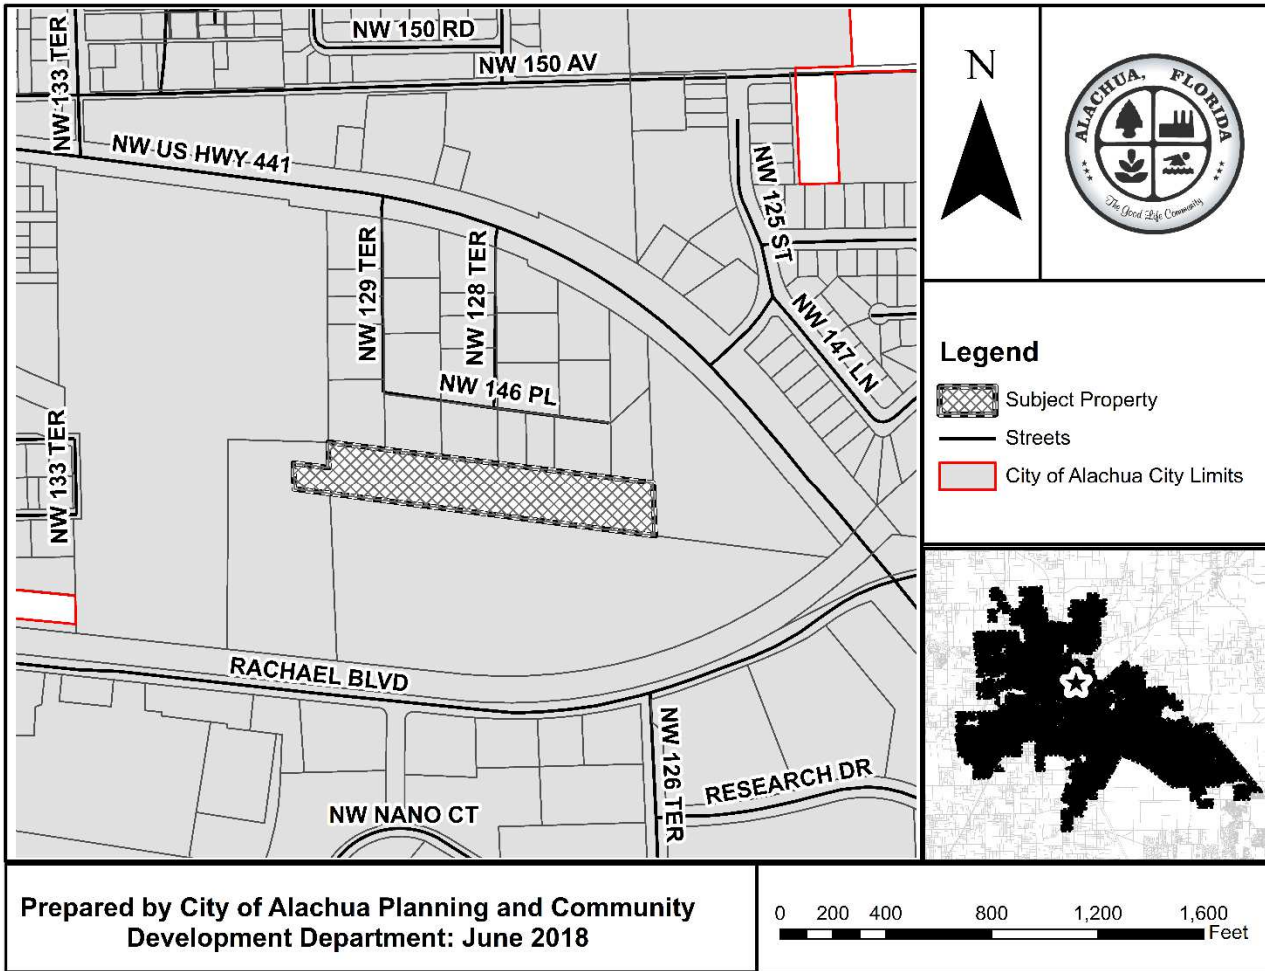 NW 150 RD
NW 150 AV
NW 133 TER
NW US HWY 441
NW 125 ST
NW 129 TER
NW 128 TER
NW 147 LN
NW 146 PL
NW 133 TER
RACHAEL BLVD
NW 126 TER
RESEARCH DR
NW NANO CT
N
ALACHUA, FLORIDA
The Good Life Community
Legend
Subject Property
Streets
City of Alachua City Limits
Prepared by City of Alachua Planning and Community
Development Department: June 2018
0 200 400 800 1,200 1,600
Feet